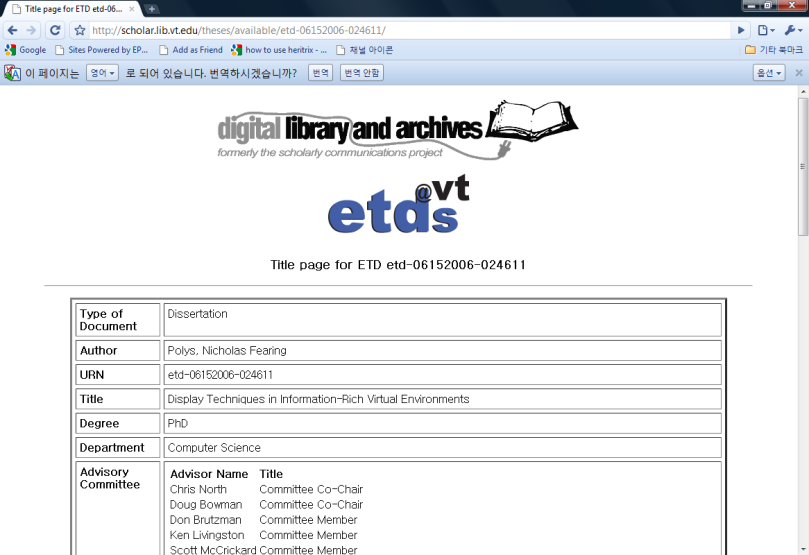 Title page for ETD etd-06...
http://scholar.lib.vt.edu/theses/available/etd-06152006-024611/
Google Sites Powered by EP... Add as Friend how to use heritrix - ... 재널 아이폰 기타 북마크
이 페이지는 영어 로 되어 있습니다. 번역하시겠습니까? 번역 번역 안함 옵션
digital library and archives
formerly the scholarly communications project
etds@vt
Title page for ETD etd-06152006-024611
Type of Document Dissertation
Author Polys, Nicholas Fearing
URN etd-06152006-024611
Title Display Techniques in Information-Rich Virtual Environments
Degree PhD
Department Computer Science
Advisory Committee
Advisor Name Title
Chris North Committee Co-Chair
Doug Bowman Committee Co-Chair
Don Brutzman Committee Member
Ken Livingston Committee Member
Scott McCrickard Committee Member